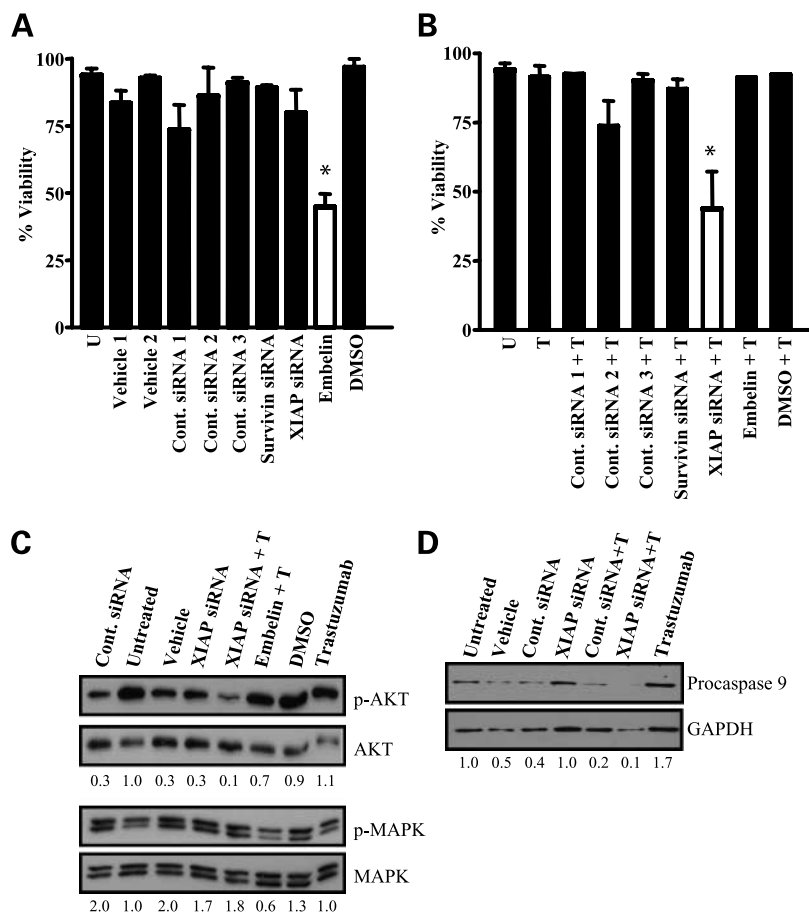 A
% Viability
100
75
50
25
0
*
U
Vehicle 1
Vehicle 2
Cont. siRNA 1
Cont. siRNA 2
Cont. siRNA 3
Survivin siRNA
XIAP siRNA
Embelin
DMSO
B
% Viability
100
75
50
25
0
*
U
T
Cont. siRNA 1 + T
Cont. siRNA 2 + T
Cont. siRNA 3 + T
Survivin siRNA + T
XIAP siRNA + T
Embelin + T
DMSO + T
C
Cont. siRNA
Untreated
Vehicle
XIAP siRNA
XIAP siRNA + T
Embelin + T
DMSO
Trastuzumab
p-AKT
AKT
0.3 1.0 0.3 0.3 0.1 0.7 0.9 1.1
p-MAPK
MAPK
2.0 1.0 2.0 1.7 1.8 0.6 1.3 1.0
D
Untreated
Vehicle
Cont. siRNA
XIAP siRNA
Cont. siRNA+T
XIAP siRNA+T
Trastuzumab
Procaspase 9
GAPDH
1.0 0.5 0.4 1.0 0.2 0.1 1.7